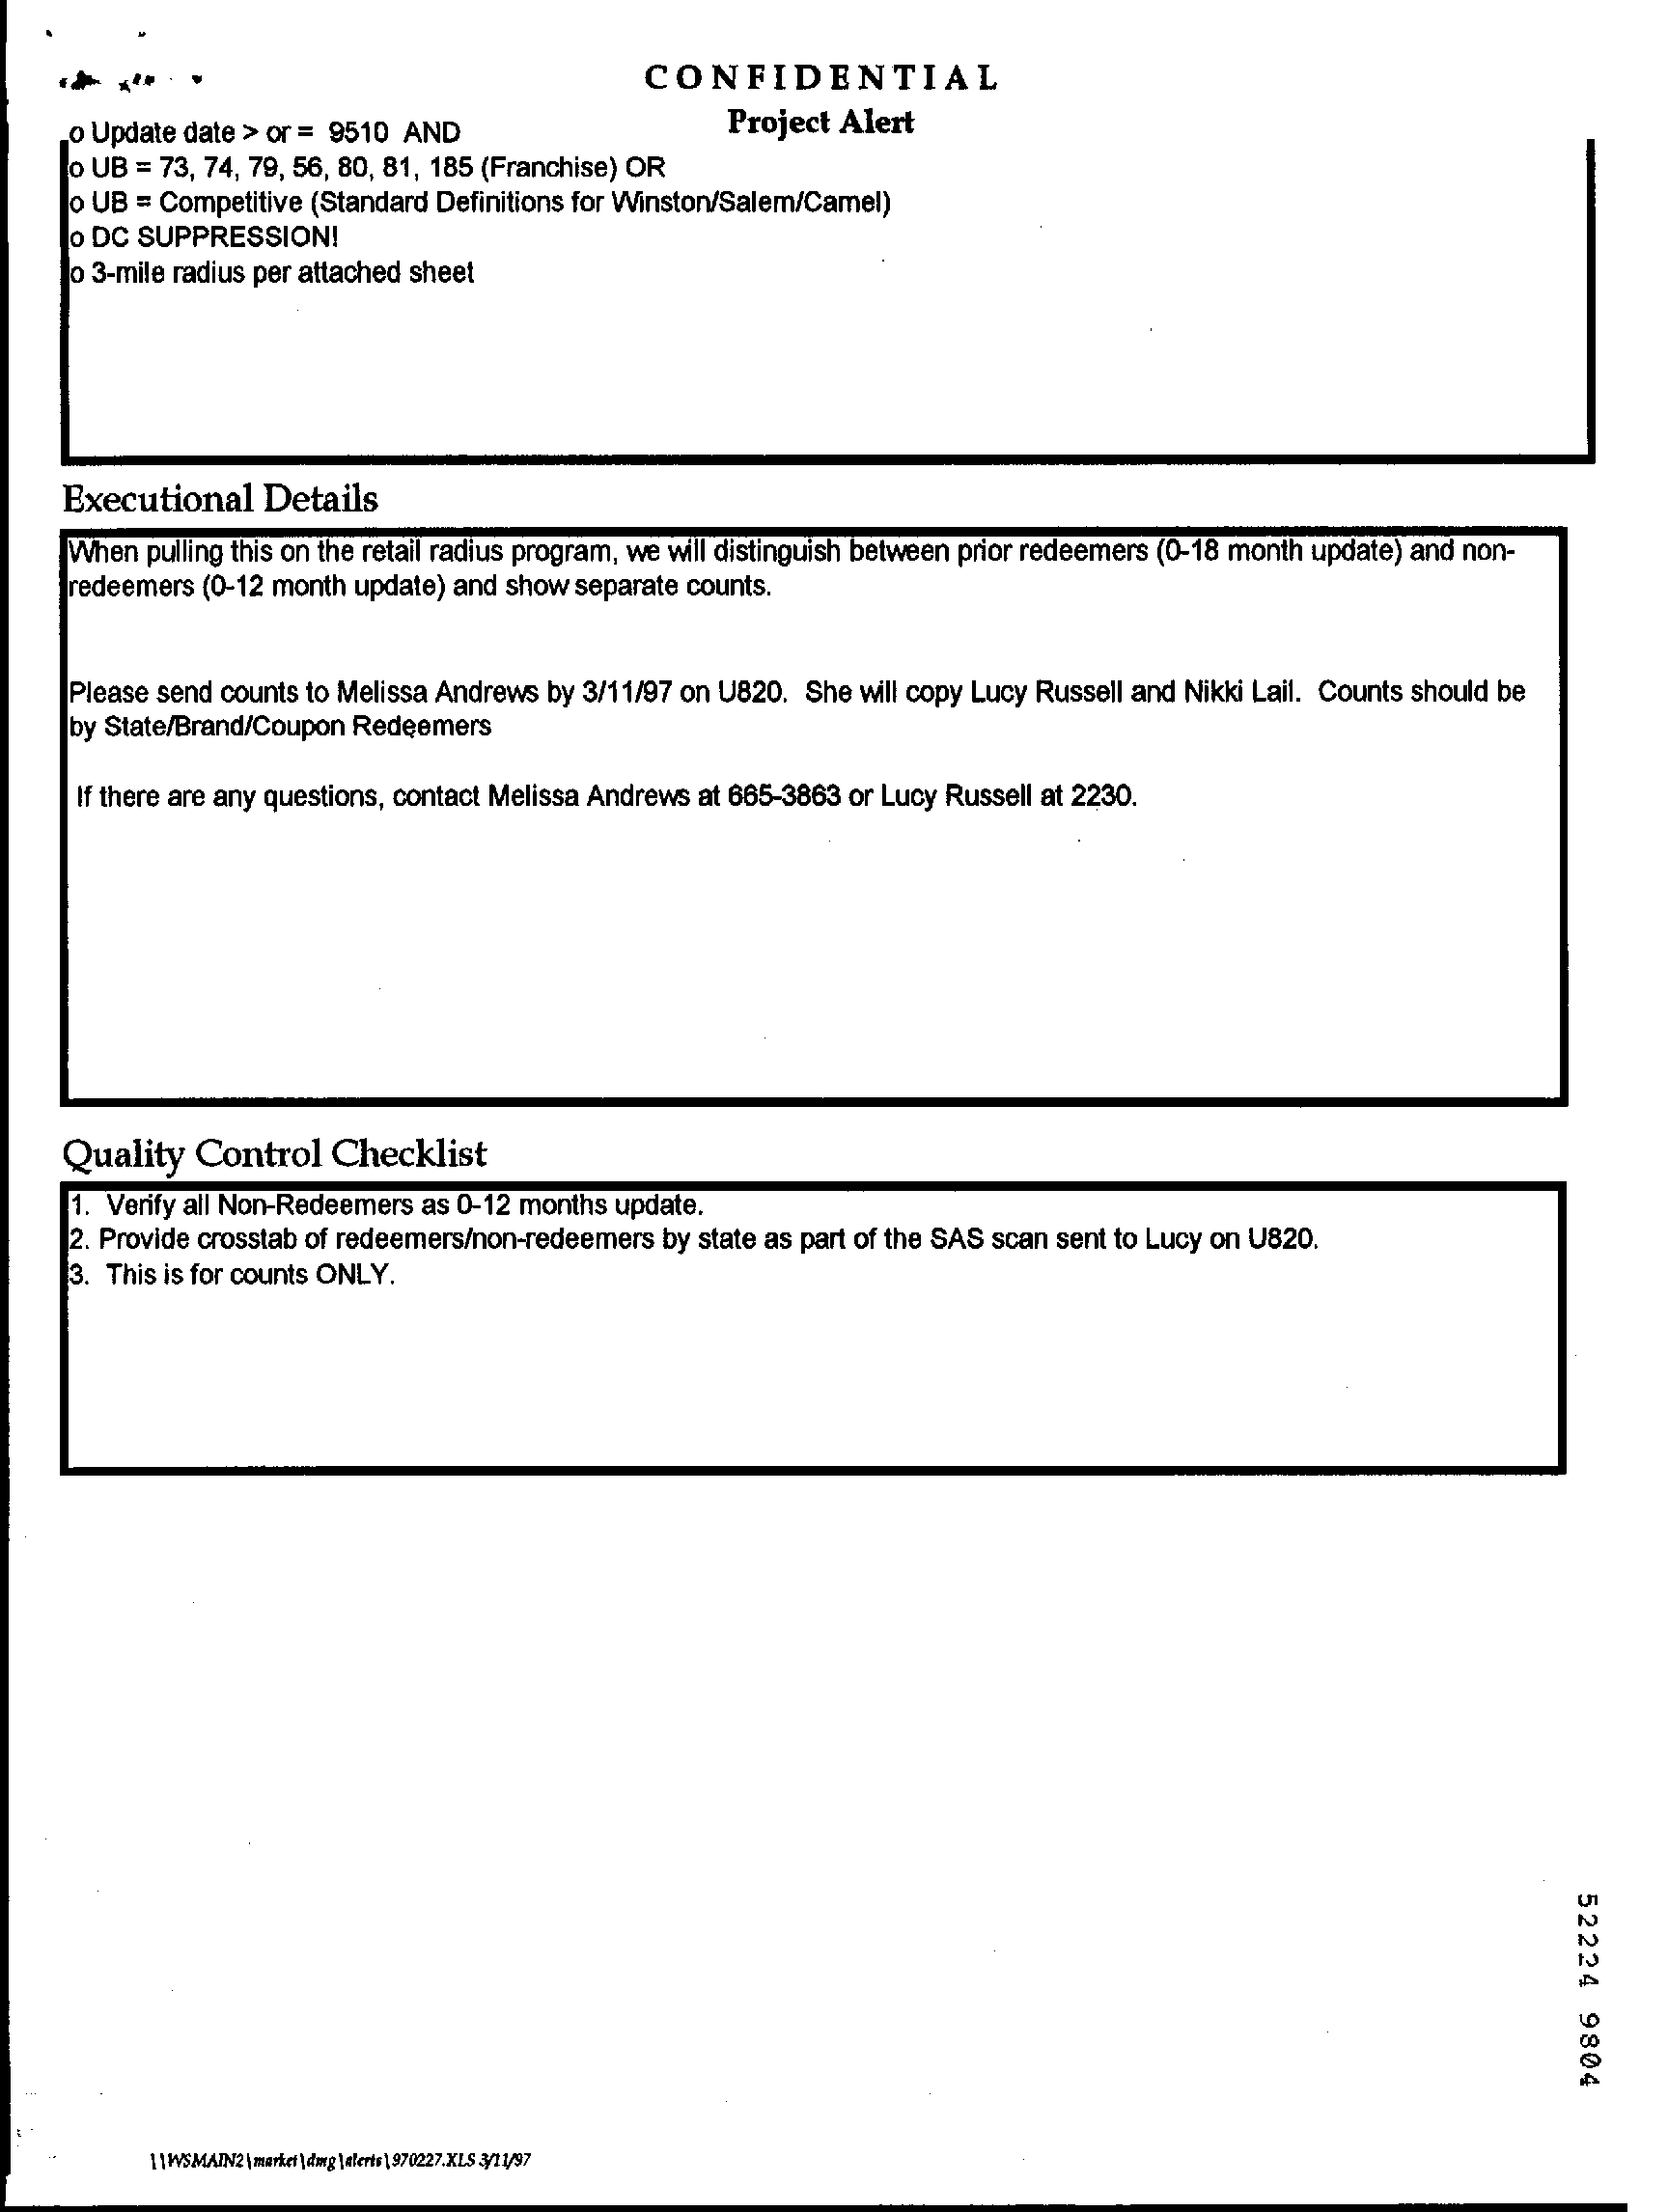 CONFIDENTIAL
Project Alert
o Update date > or = 9510 AND
o UB = 73, 74, 79, 56, 80, 81, 185 (Franchise) OR
o UB = Competitive (Standard Definitions for Winston/Salem/Camel)
o DC SUPPRESSION!
o 3-mile radius per attached sheet
Executional Details
When pulling this on the retail radius program, we will distinguish between prior redeemers (0-18 month update) and non-
redeemers (0-12 month update) and show separate counts.
Please send counts to Melissa Andrews by 3/11/97 on U820. She will copy Lucy Russell and Nikki Lail. Counts should be
by State/Brand/Coupon Redeemers
If there are any questions, contact Melissa Andrews at 665-3863 or Lucy Russell at 2230.
Quality Control Checklist
1. Verify all Non-Redeemers as 0-12 months update.
2. Provide crosstab of redeemers/non-redeemers by state as part of the SAS scan sent to Lucy on U820.
3. This is for counts ONLY.
52224 9804
\\WSMAIN2\market\dmg\alerts\970227.XLS 3/11/97